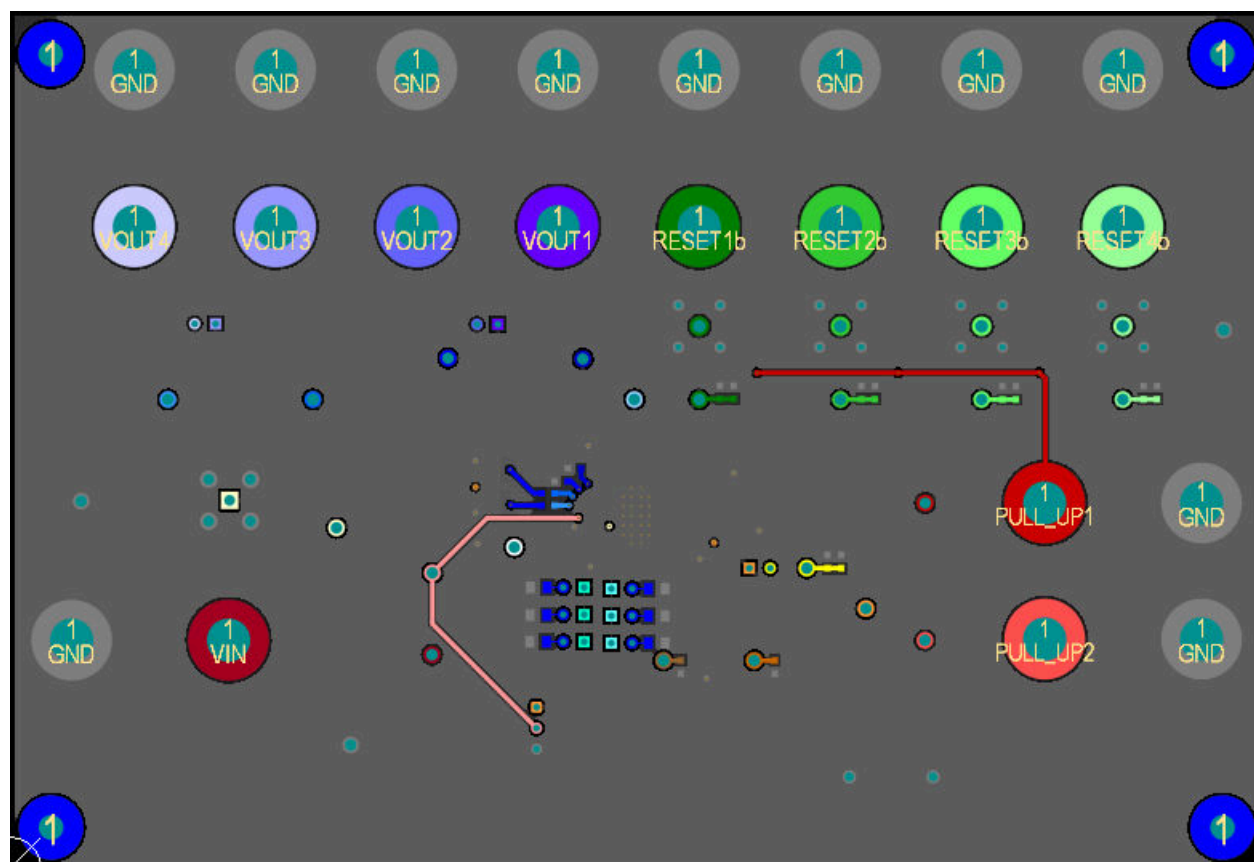 1 1
1 1 1 1 1 1 1 1
GND GND GND GND GND GND GND GND
1 1 1 1 1 1 1 1
VOUT4 VOUT3 VOUT2 VOUT1 RESET1b RESET2b RESET3b RESET4b
1 1
PULL_UP1 GND
1 1 1 1
GND VIN PULL_UP2 GND
1 1